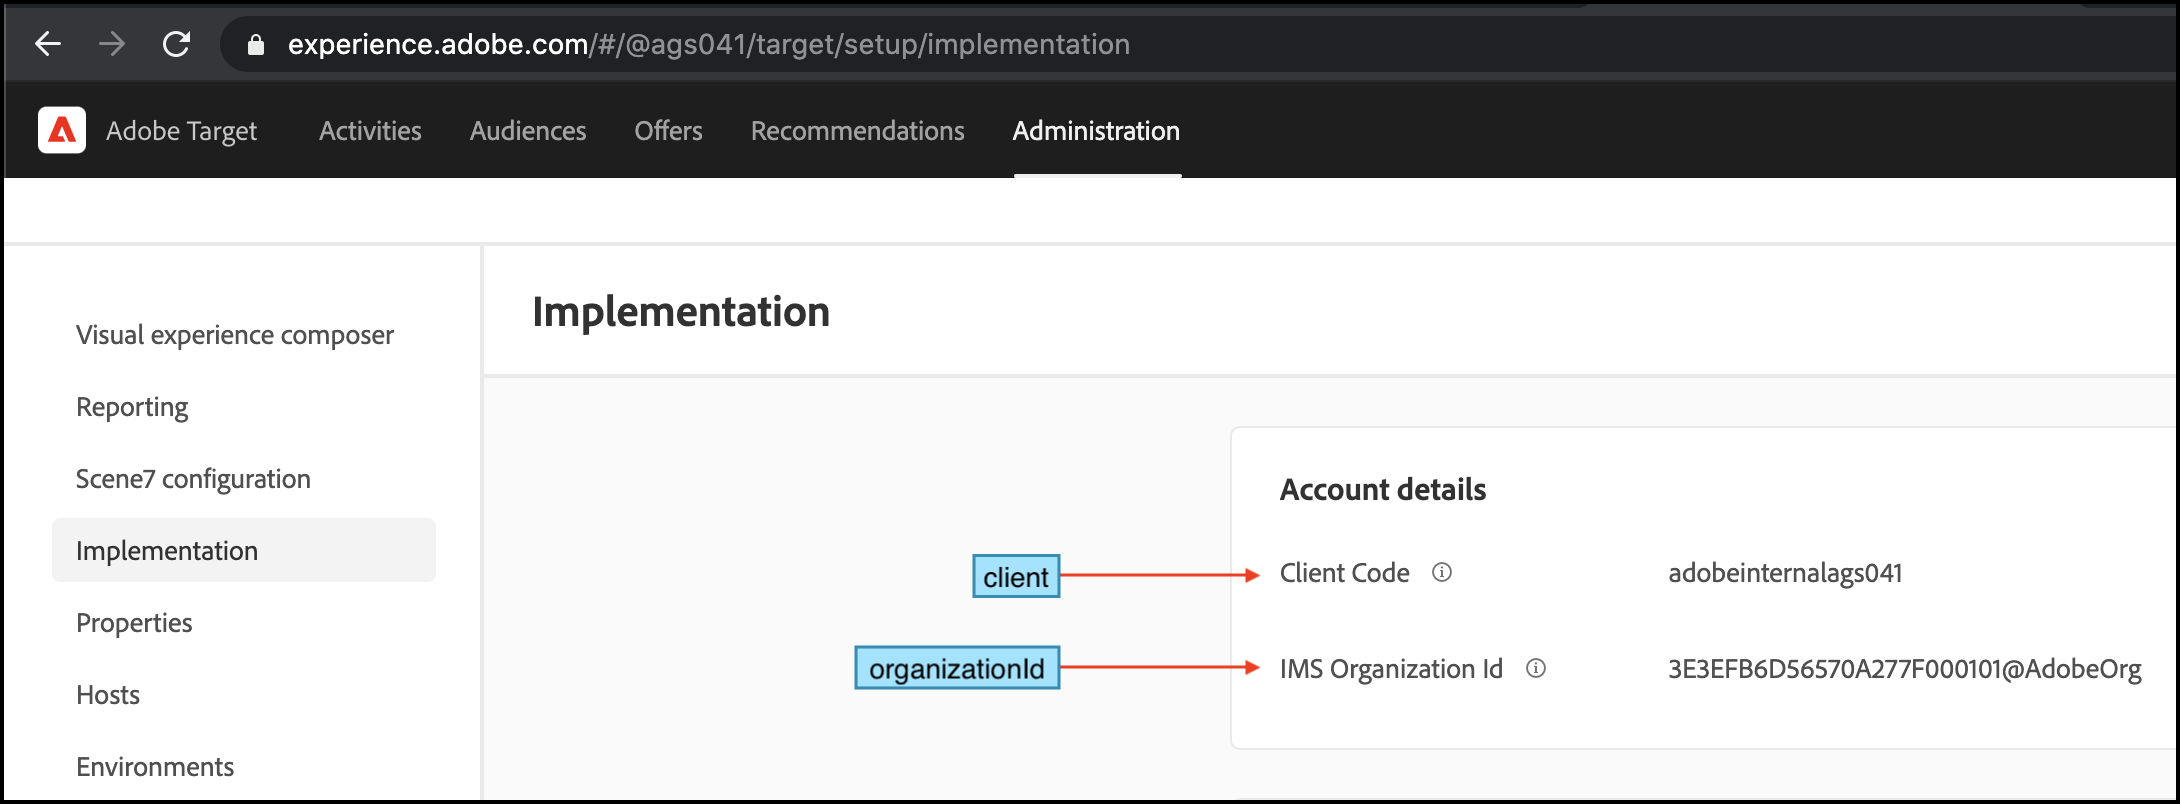 experience.adobe.com/#/@ags041/target/setup/implementation
Adobe Target Activities Audiences Offers Recommendations Administration
Implementation
Visual experience composer
Reporting
Scene7 configuration
Implementation
Properties
Hosts
Environments
Account details
client Client Code adobeinternalags041
organizationId IMS Organization Id 3E3EFB6D56570A277F000101@AdobeOrg